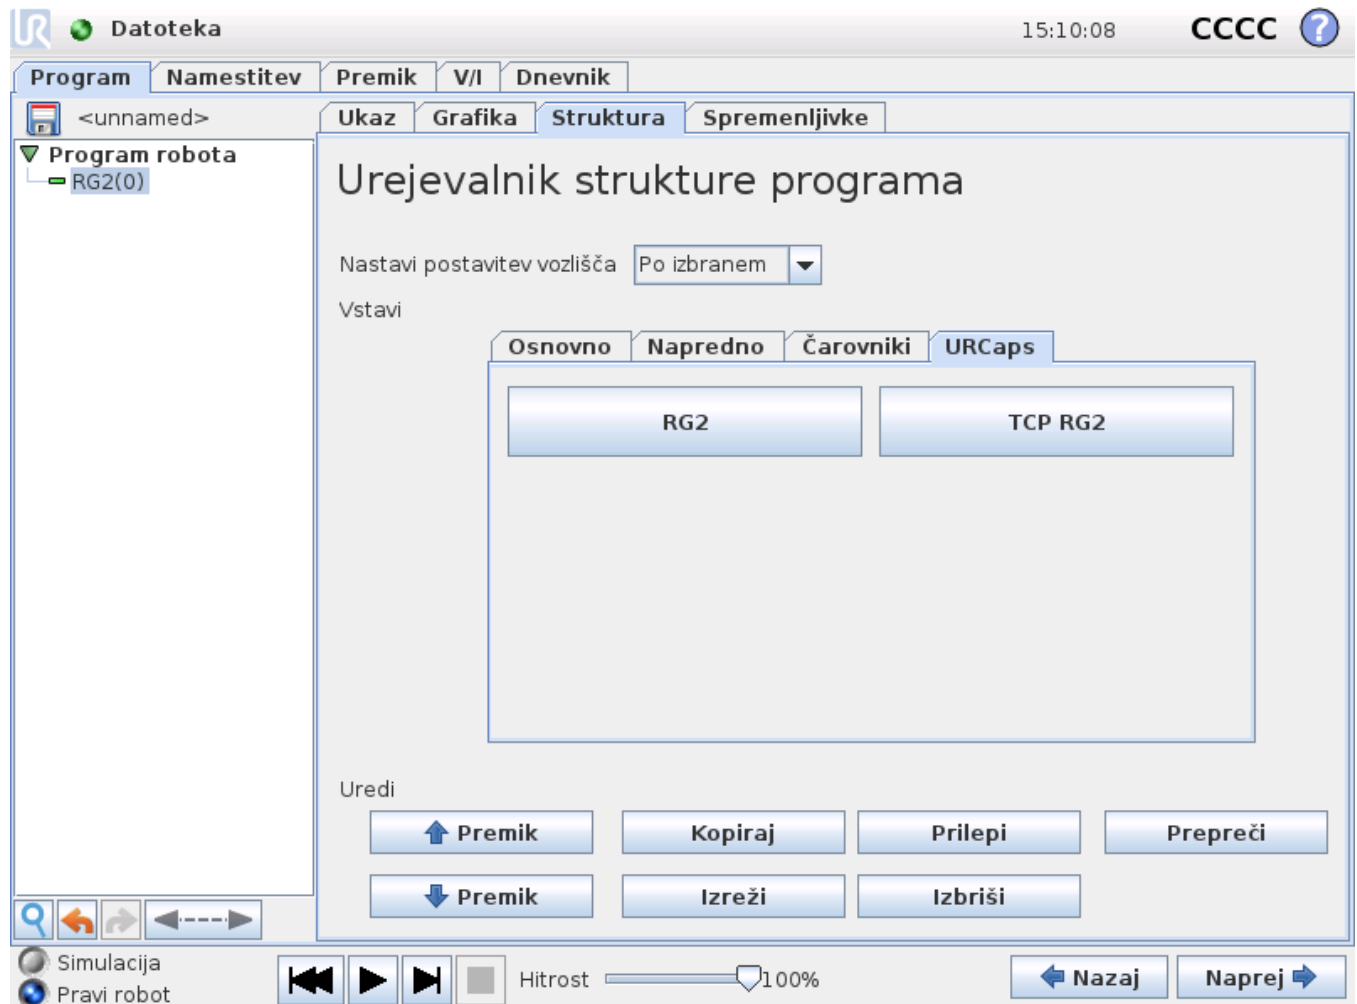 UR Datoteka 15:10:08 CCCC ?
Program Namestitev Premik V/I Dnevnik
<unnamed> Ukaz Grafika Struktura Spremenljivke
Program robota
RG2(0)
Urejevalnik strukture programa
Nastavi postavitev vozlišča Po izbranem
Vstavi
Osnovno Napredno Čarovniki URCaps
RG2 TCP RG2
Uredi
Premik Kopiraj Prilepi Prepreči
Premik Izreži Izbriši
Simulacija
Pravi robot
Hitrost 100% Nazaj Naprej